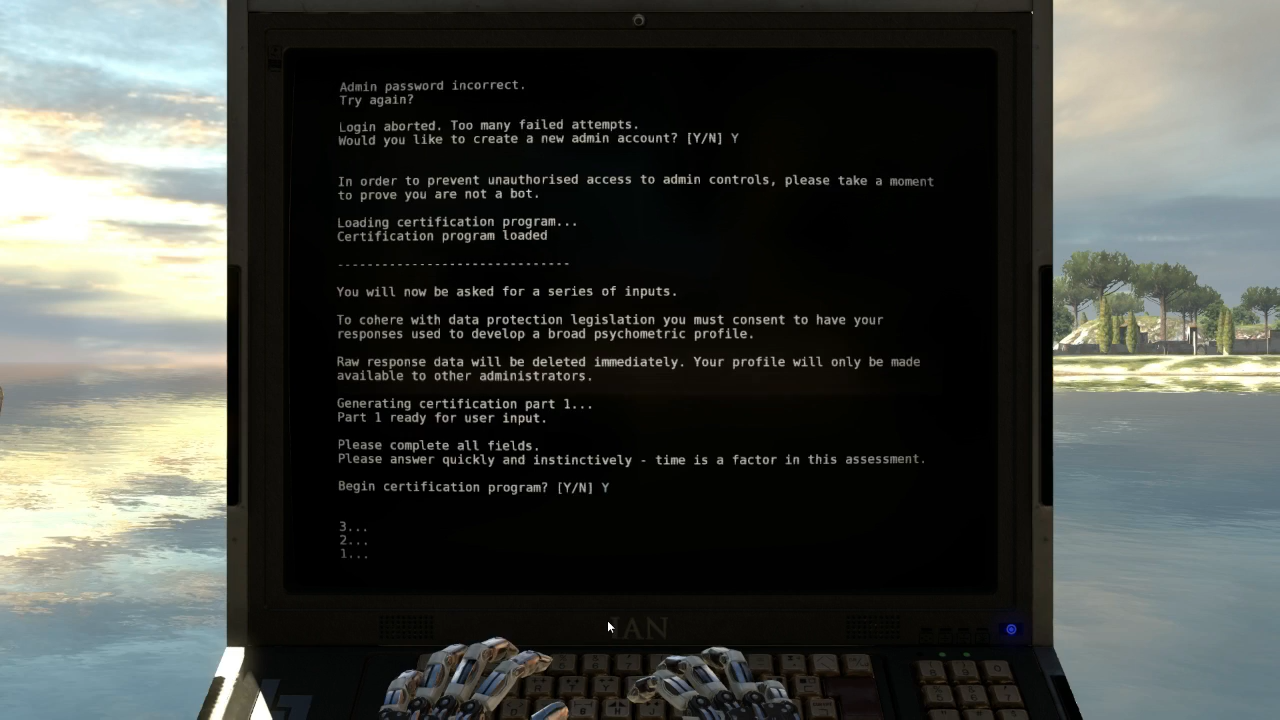 Admin password incorrect.
Try again?
Login aborted. Too many failed attempts.
Would you like to create a new admin account? [Y/N] Y
In order to prevent unauthorised access to admin controls, please take a moment
to prove you are not a bot.
Loading certification program...
Certification program loaded
-------------------------------
You will now be asked for a series of inputs.
To cohere with data protection legislation you must consent to have your
responses used to develop a broad psychometric profile.
Raw response data will be deleted immediately. Your profile will only be made
available to other administrators.
Generating certification part 1...
Part 1 ready for user input.
Please complete all fields.
Please answer quickly and instinctively - time is a factor in this assessment.
Begin certification program? [Y/N] Y
3...
2...
1...